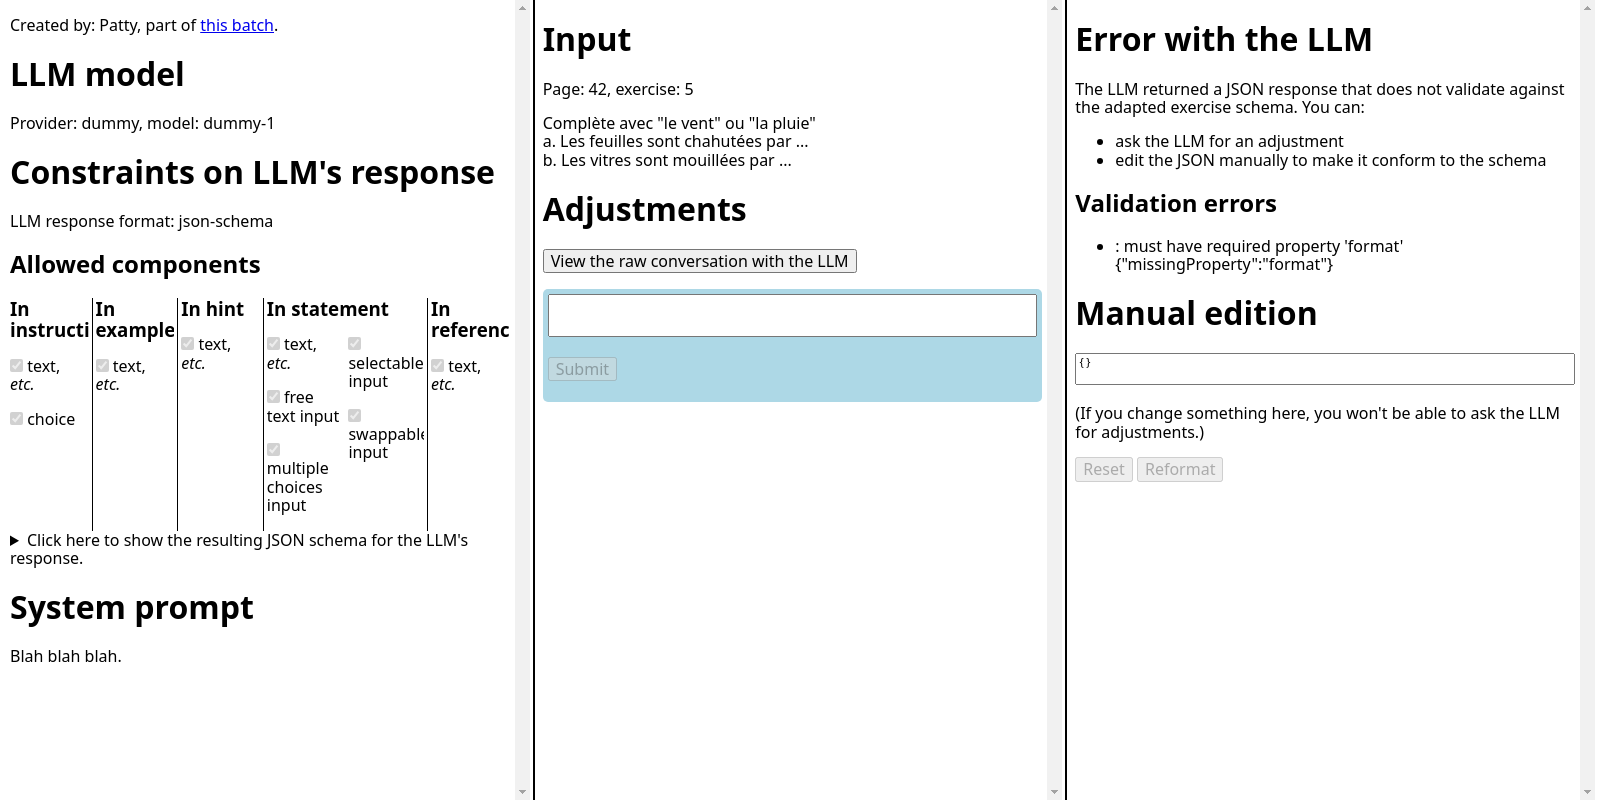 Created by: Patty, part of this batch.
LLM model
Provider: dummy, model: dummy-1
Constraints on LLM's response
LLM response format: json-schema
Allowed components
In
instructi
text,
etc.
choice
In
example
text,
etc.
In hint
text,
etc.
In statement
text,
etc.
free
text input
multiple
choices
input
selectable
input
swappable
input
In
referenc
text,
etc.
Click here to show the resulting JSON schema for the LLM's
response.
System prompt
Blah blah blah.
Input
Page: 42, exercise: 5
Complète avec "le vent" ou "la pluie"
a. Les feuilles sont chahutées par ...
b. Les vitres sont mouillées par ...
Adjustments
View the raw conversation with the LLM
Submit
Error with the LLM
The LLM returned a JSON response that does not validate against
the adapted exercise schema. You can:
ask the LLM for an adjustment
edit the JSON manually to make it conform to the schema
Validation errors
: must have required property 'format'
{"missingProperty":"format"}
Manual edition
{}
(If you change something here, you won't be able to ask the LLM
for adjustments.)
Reset Reformat